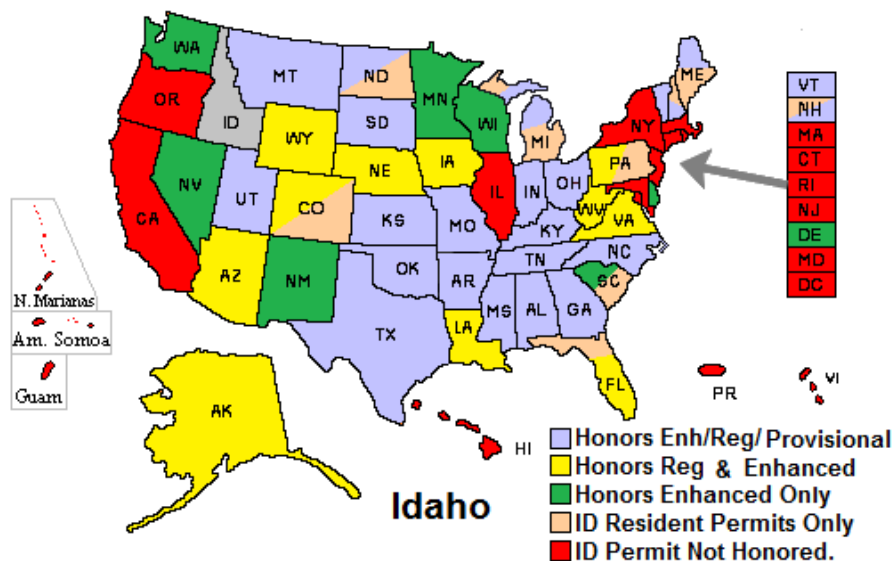 WA
MT
ND
MN
ME
VT
OR
ID
SD
WI
NY
NH
WY
MI
MA
IA
PA
CT
NE
NV
OH
RI
UT
IL
IN
NJ
CO
WV
VA
DE
CA
KS
MO
KY
MD
NC
DC
TN
AZ
OK
SC
NM
AR
N. Marianas
MS
AL
GA
TX
LA
Am. Somoa
FL
VI
Guam
PR
AK
HI
Honors Enh/Reg/Provisional
Honors Reg & Enhanced
Honors Enhanced Only
Idaho
ID Resident Permits Only
ID Permit Not Honored.